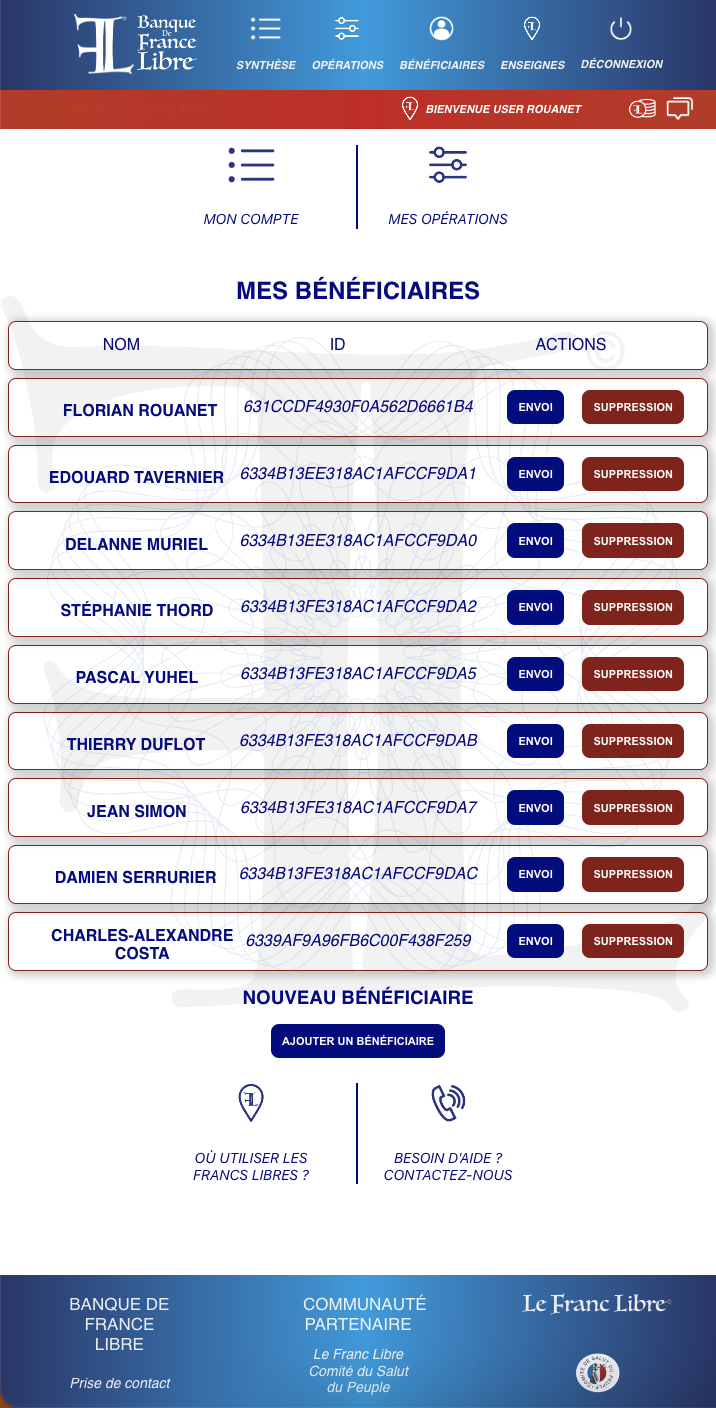 Banque
De
France
Libre
SYNTHÈSE OPÉRATIONS BÉNÉFICIAIRES ENSEIGNES DÉCONNEXION
BIENVENUE USER ROUANET
MON COMPTE MES OPÉRATIONS
MES BÉNÉFICIAIRES
NOM ID ACTIONS
FLORIAN ROUANET 631CCDF4930F0A562D6661B4 ENVOI SUPPRESSION
EDOUARD TAVERNIER 6334B13EE318AC1AFCCF9DA1 ENVOI SUPPRESSION
DELANNE MURIEL 6334B13EE318AC1AFCCF9DA0 ENVOI SUPPRESSION
STÉPHANIE THORD 6334B13FE318AC1AFCCF9DA2 ENVOI SUPPRESSION
PASCAL YUHEL 6334B13FE318AC1AFCCF9DA5 ENVOI SUPPRESSION
THIERRY DUFLOT 6334B13FE318AC1AFCCF9DAB ENVOI SUPPRESSION
JEAN SIMON 6334B13FE318AC1AFCCF9DA7 ENVOI SUPPRESSION
DAMIEN SERRURIER 6334B13FE318AC1AFCCF9DAC ENVOI SUPPRESSION
CHARLES-ALEXANDRE
COSTA 6339AF9A96FB6C00F438F259 ENVOI SUPPRESSION
NOUVEAU BÉNÉFICIAIRE
AJOUTER UN BÉNÉFICIAIRE
OÙ UTILISER LES
FRANCS LIBRES ?
BESOIN D'AIDE ?
CONTACTEZ-NOUS
BANQUE DE
FRANCE
LIBRE
Prise de contact
COMMUNAUTÉ
PARTENAIRE
Le Franc Libre
Comité du Salut
du Peuple
Le Franc Libre
COMITÉ DE SALUT DU PEUPLE